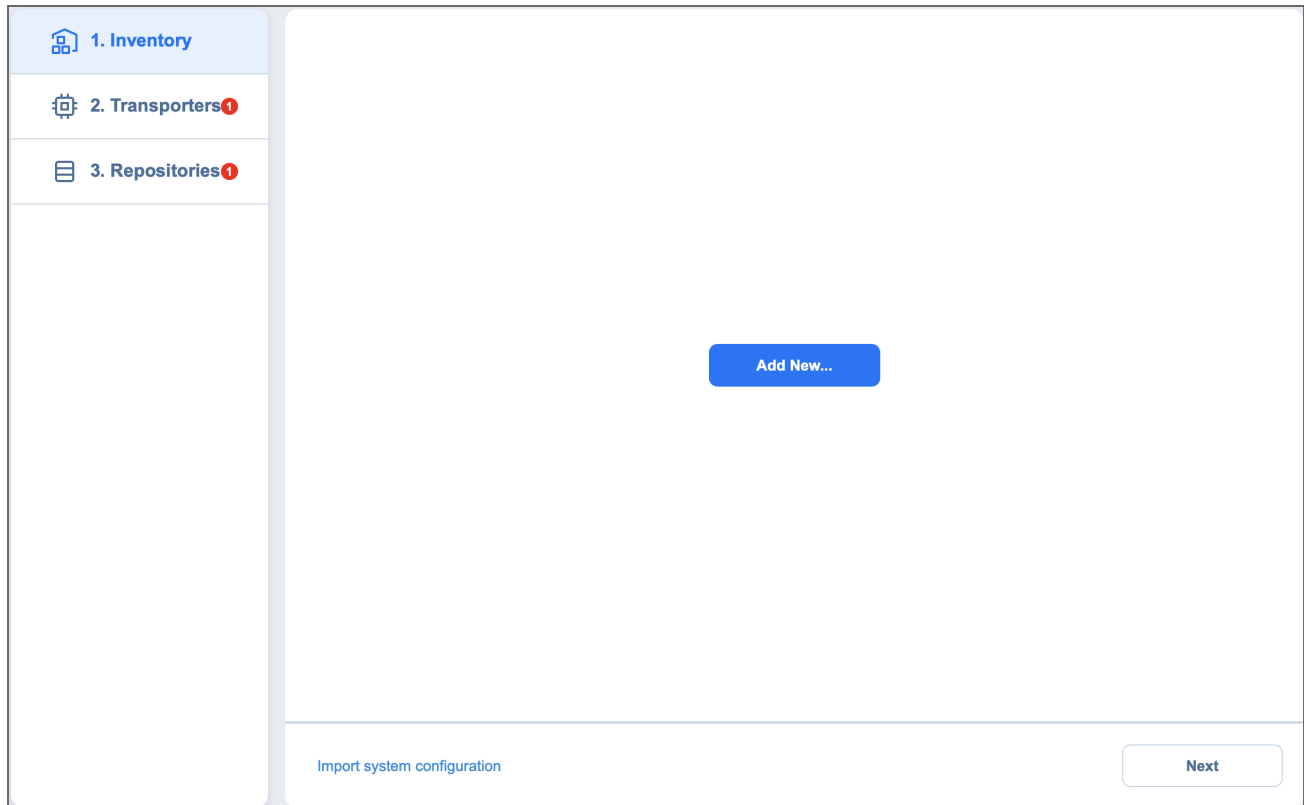 1. Inventory
2. Transporters 1
3. Repositories 1
Add New...
Import system configuration
Next